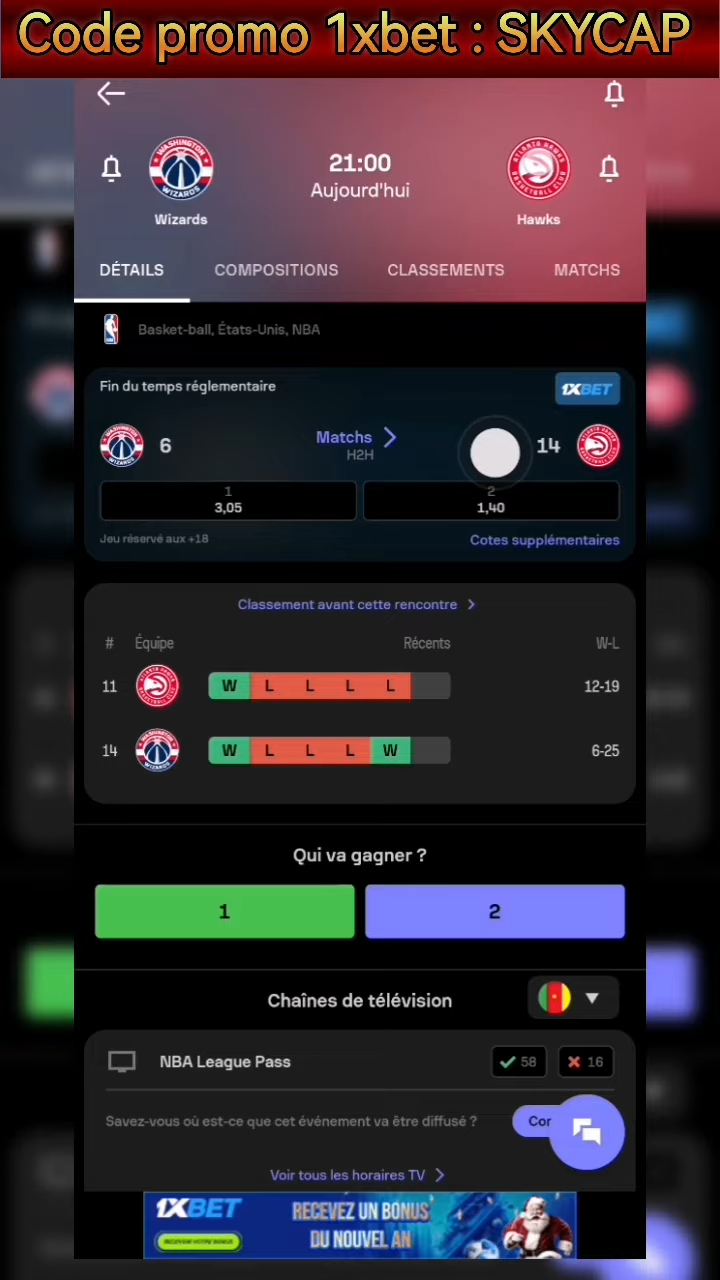 Code promo 1xbet : SKYCAP
21:00
Aujourd'hui
Wizards
Hawks
DÉTAILS
COMPOSITIONS
CLASSEMENTS
MATCHS
Basket-ball, États-Unis, NBA
Fin du temps réglementaire
1XBET
6
Matchs
H2H
14
1
3,05
2
1,40
Jeu réservé aux +18
Cotes supplémentaires
Classement avant cette rencontre
# Équipe Récents W-L
11 W L L L L 12-19
14 W L L L W 6-25
Qui va gagner ?
1
2
Chaînes de télévision
NBA League Pass
58
16
Savez-vous où est-ce que cet événement va être diffusé ?
Cor
Voir tous les horaires TV
1XBET
RECEVEZ UN BONUS
DU NOUVEL AN